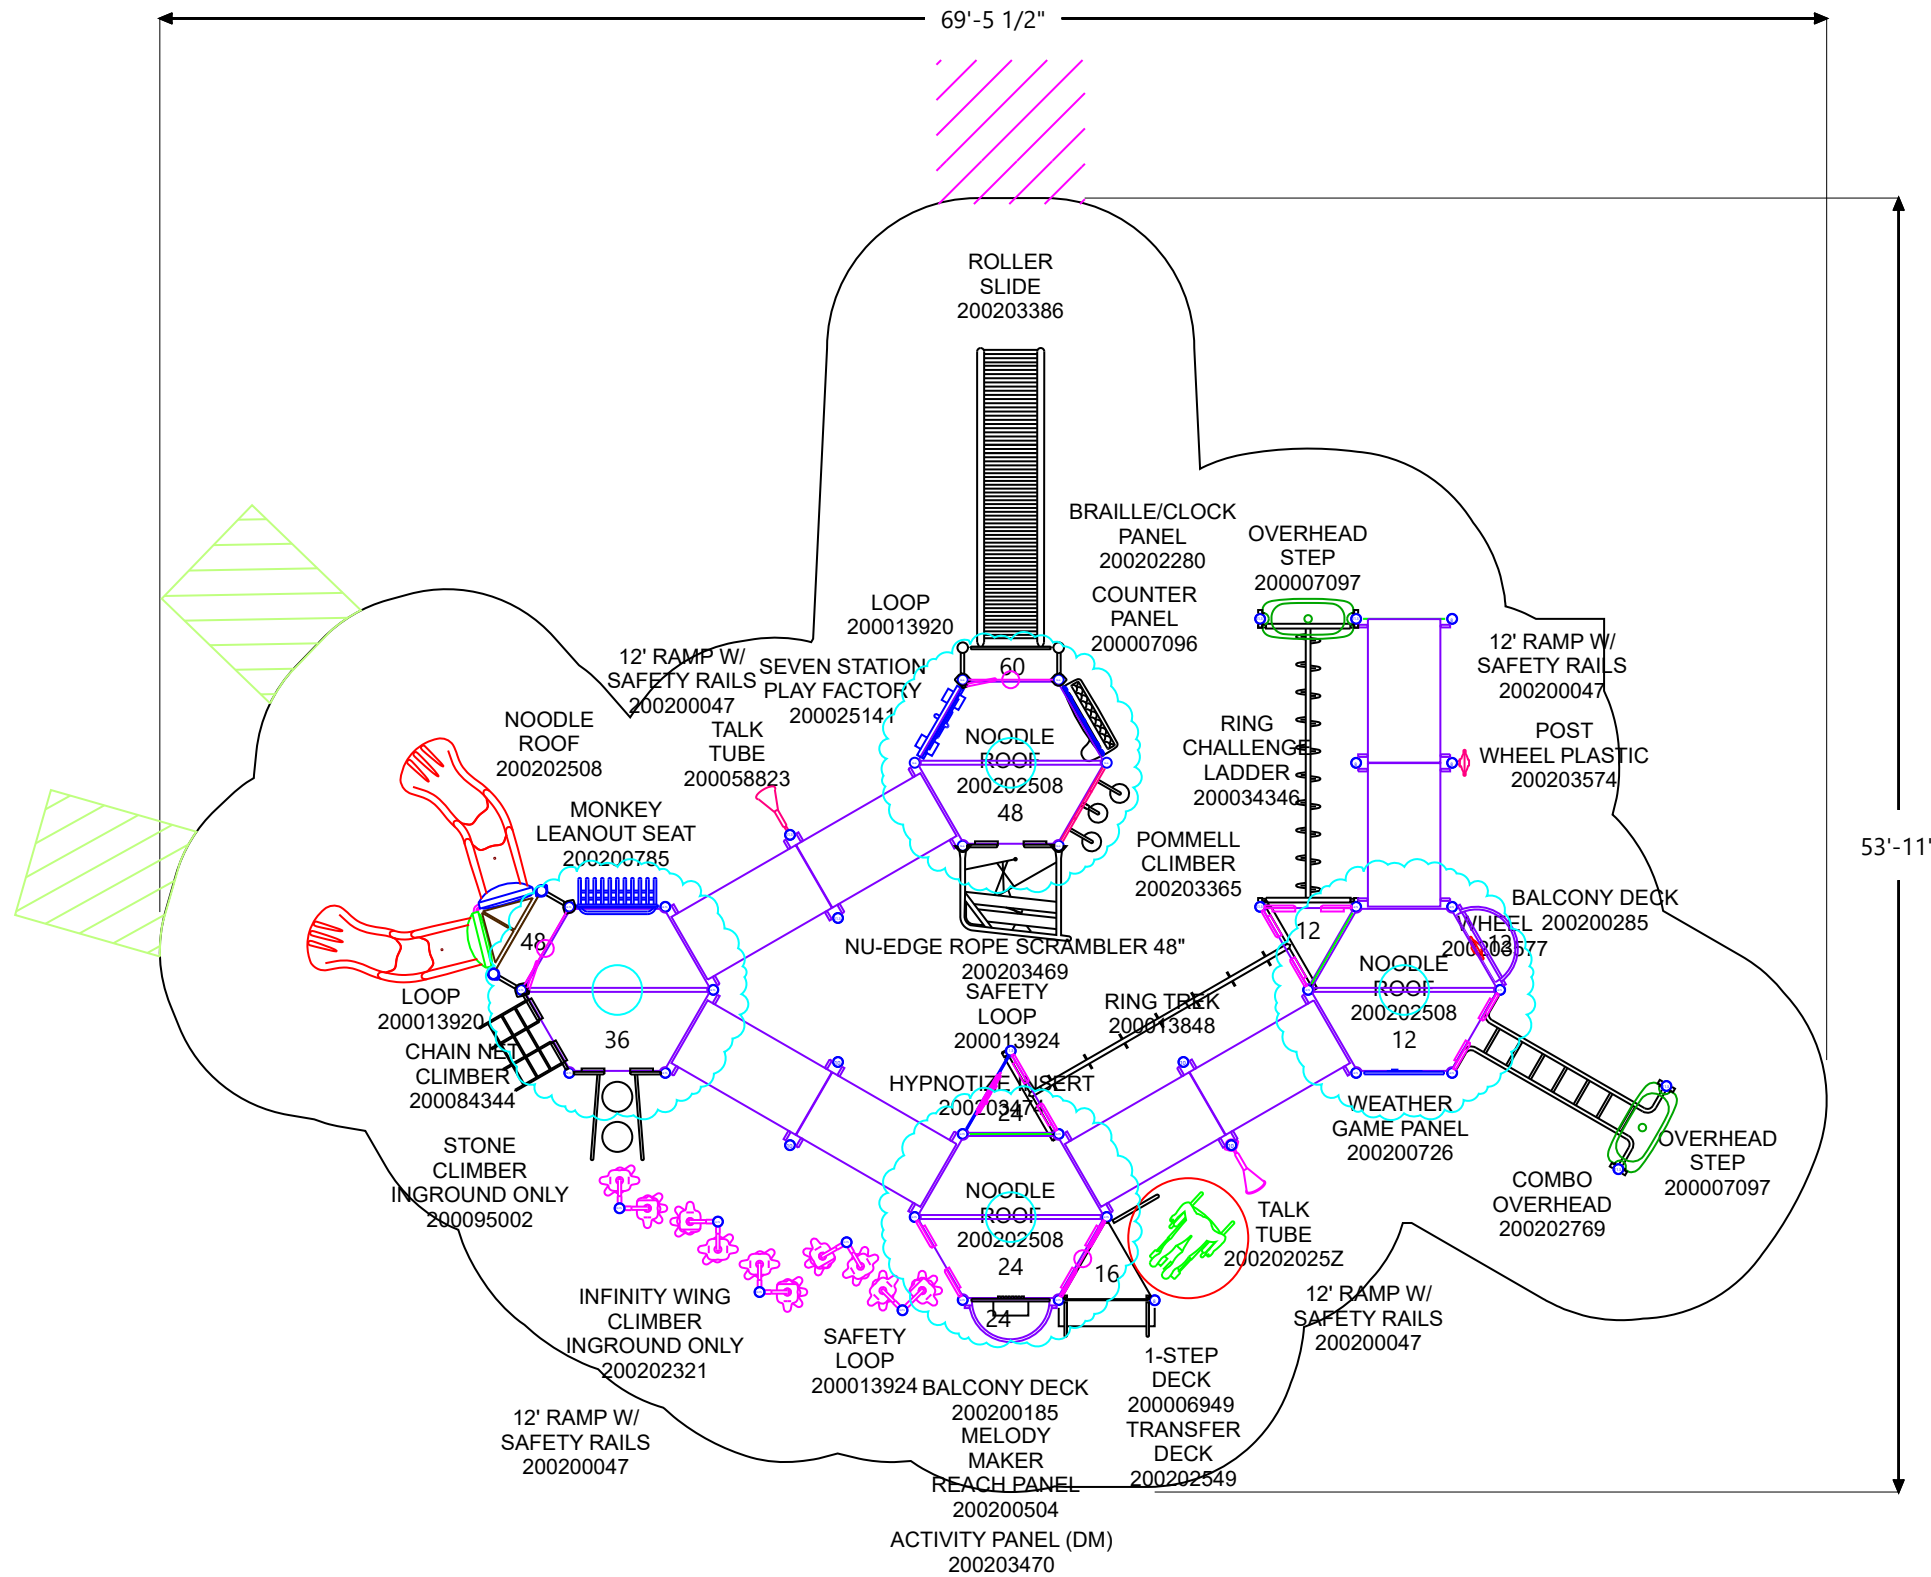 69'-5 1/2"
ROLLER
SLIDE
200203386
BRAILLE/CLOCK
PANEL
200202280
OVERHEAD
STEP
200007097
COUNTER
PANEL
200007096
LOOP
200013920
12' RAMP W/
SAFETY RAILS
200200047
SEVEN STATION
PLAY FACTORY
200025141
60
12' RAMP W/
SAFETY RAILS
200200047
NOODLE
ROOF
200202508
TALK
TUBE
200058823
NOODLE
ROOF
200202508
48
RING
CHALLENGE
LADDER
200034346
POST
WHEEL PLASTIC
200203574
MONKEY
LEANOUT SEAT
200200785
POMMELL
CLIMBER
200203365
53'-11"
BALCONY DECK
200200285
WHEEL
200203577
12
12
48
NU-EDGE ROPE SCRAMBLER 48"
200203469
NOODLE
ROOF
200202508
12
LOOP
200013920
SAFETY
LOOP
200013924
RING TREK
200013848
36
CHAIN NET
CLIMBER
200084344
HYPNOTIZE INSERT
200203474
24
WEATHER
GAME PANEL
200200726
STONE
CLIMBER
INGROUND ONLY
200095002
OVERHEAD
STEP
200007097
COMBO
OVERHEAD
200202769
NOODLE
ROOF
200202508
24
16
24
TALK
TUBE
200202025Z
INFINITY WING
CLIMBER
INGROUND ONLY
200202321
12' RAMP W/
SAFETY RAILS
200200047
SAFETY
LOOP
200013924
1-STEP
DECK
200006949
BALCONY DECK
200200185
12' RAMP W/
SAFETY RAILS
200200047
TRANSFER
DECK
200202549
MELODY
MAKER
REACH PANEL
200200504
ACTIVITY PANEL (DM)
200203470